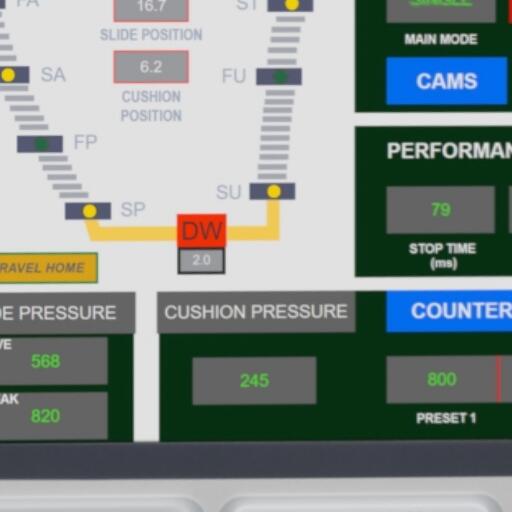 PA
16.7
ST
SLIDE POSITION
MAIN MODE
SA
6.2
FU
CAMS
CUSHION
POSITION
FP
PERFORMAN
SU
SP
79
DW
2.0
STOP TIME
(ms)
RAVEL HOME
DE PRESSURE
CUSHION PRESSURE
COUNTER
VE
568
245
800
AK
820
PRESET 1